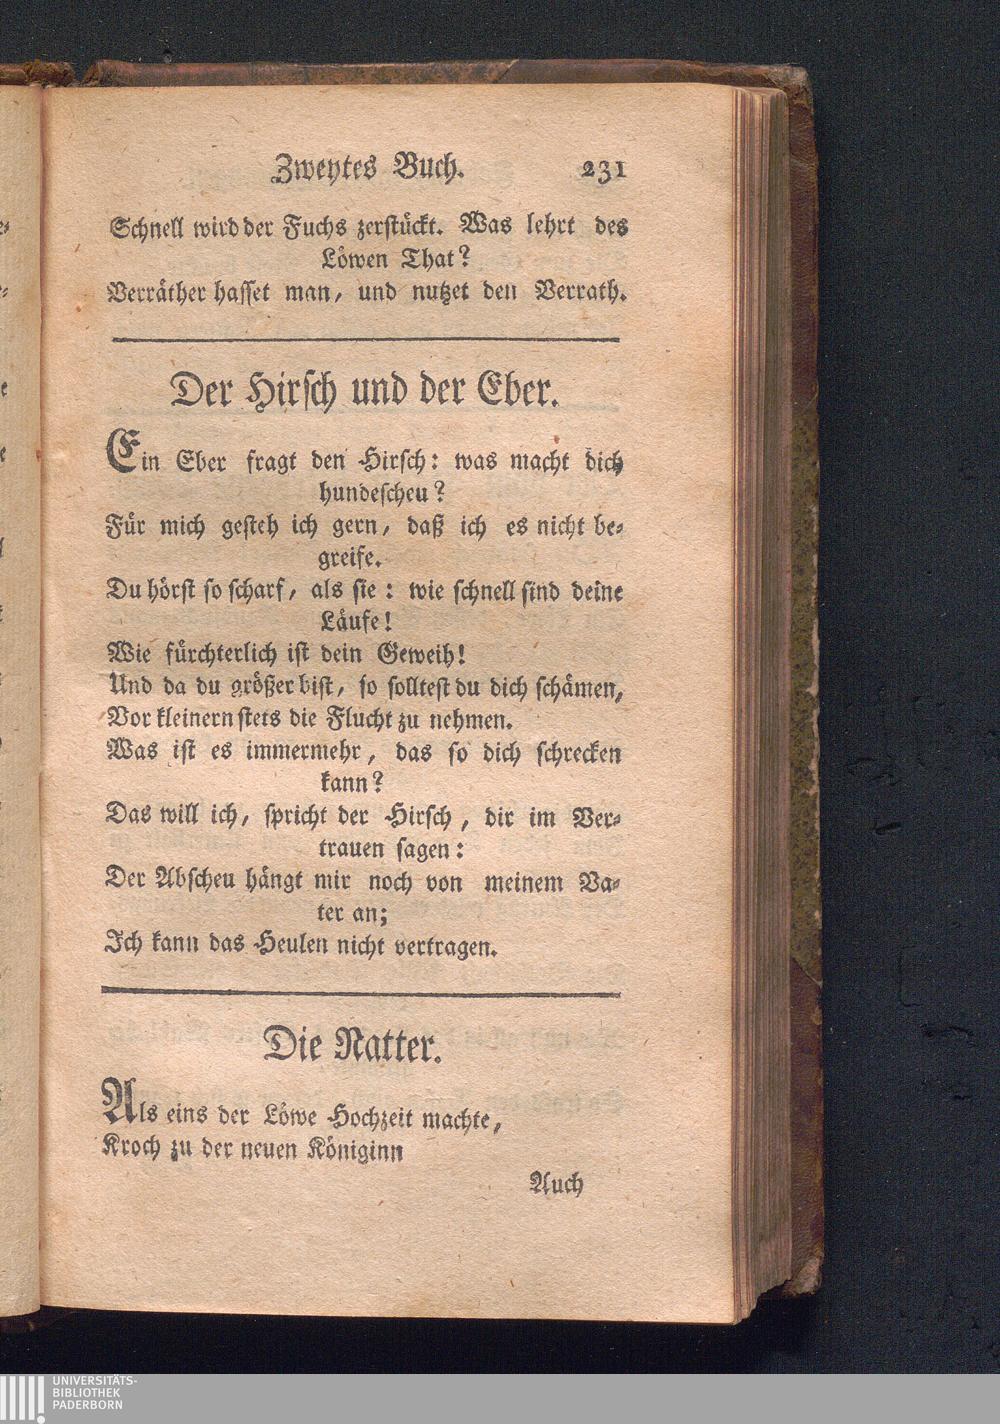 Zweytes Buch. 231
Schnell wird der Fuchs zerstückt. Was lehrt des
Löwen That?
Verräther hasset man, und nutzet den Verrath.
Der Hirsch und der Eber.
Ein Eber fragt den Hirsch: was macht dich
hundescheu?
Für mich gesteh ich gern, daß ich es nicht be-
greife.
Du hörst so scharf, als sie: wie schnell sind deine
Läufe!
Wie fürchterlich ist dein Geweih!
Und da du größer bist, so solltest du dich schämen,
Vor kleinern stets die Flucht zu nehmen.
Was ist es immermehr, das so dich schrecken
kann?
Das will ich, spricht der Hirsch, dir im Ver-
trauen sagen:
Der Abscheu hängt mir noch von meinem Va-
ter an;
Ich kann das Heulen nicht vertragen.
Die Natter.
Als eins der Löwe Hochzeit machte,
Kroch zu der neuen Königinn
Auch
UNIVERSITÄTS-
BIBLIOTHEK
PADERBORN